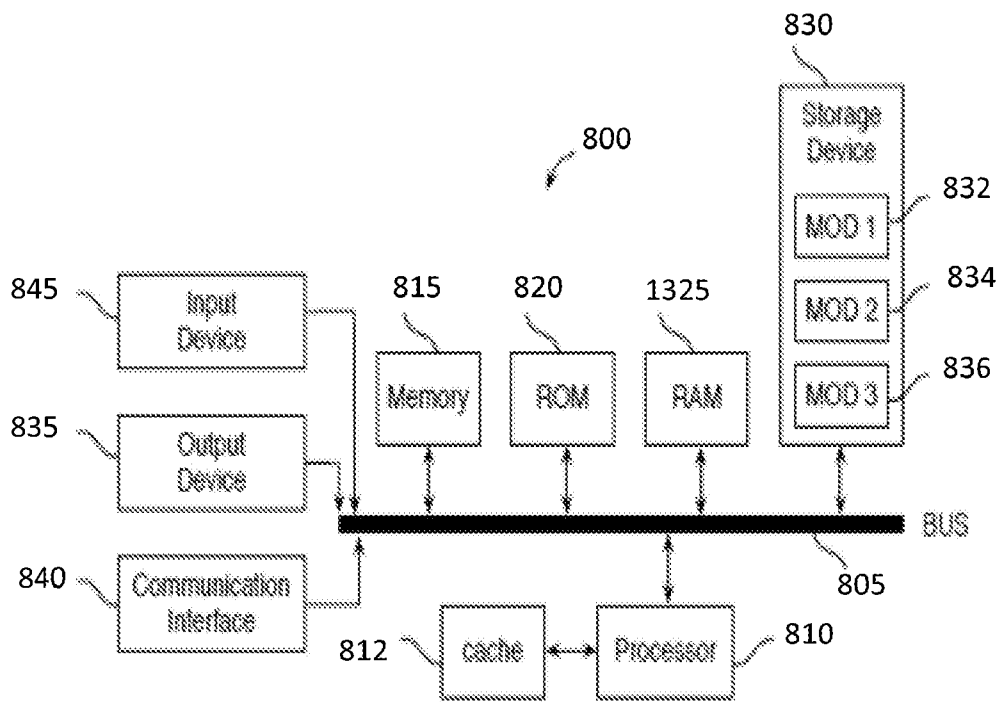 830
Storage
Device
800
832
MOD 1
845
Input
Device
815
820
1325
834
MOD 2
Memory
ROM
RAM
836
MOD 3
835
Output
Device
BUS
805
840
Communication
Interface
812
cache
Processor
810